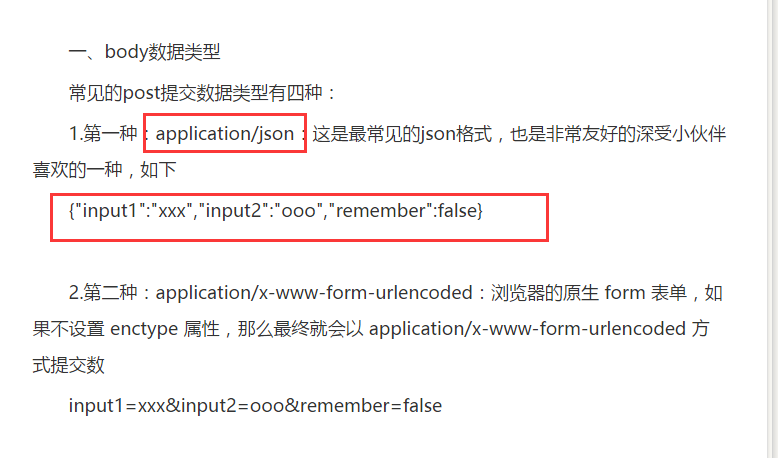 一、body数据类型
常见的post提交数据类型有四种：
1.第一种：application/json：这是最常见的json格式，也是非常友好的深受小伙伴
喜欢的一种，如下
{"input1":"xxx","input2":"ooo","remember":false}
2.第二种：application/x-www-form-urlencoded：浏览器的原生 form 表单，如
果不设置 enctype 属性，那么最终就会以 application/x-www-form-urlencoded 方
式提交数
input1=xxx&input2=ooo&remember=false